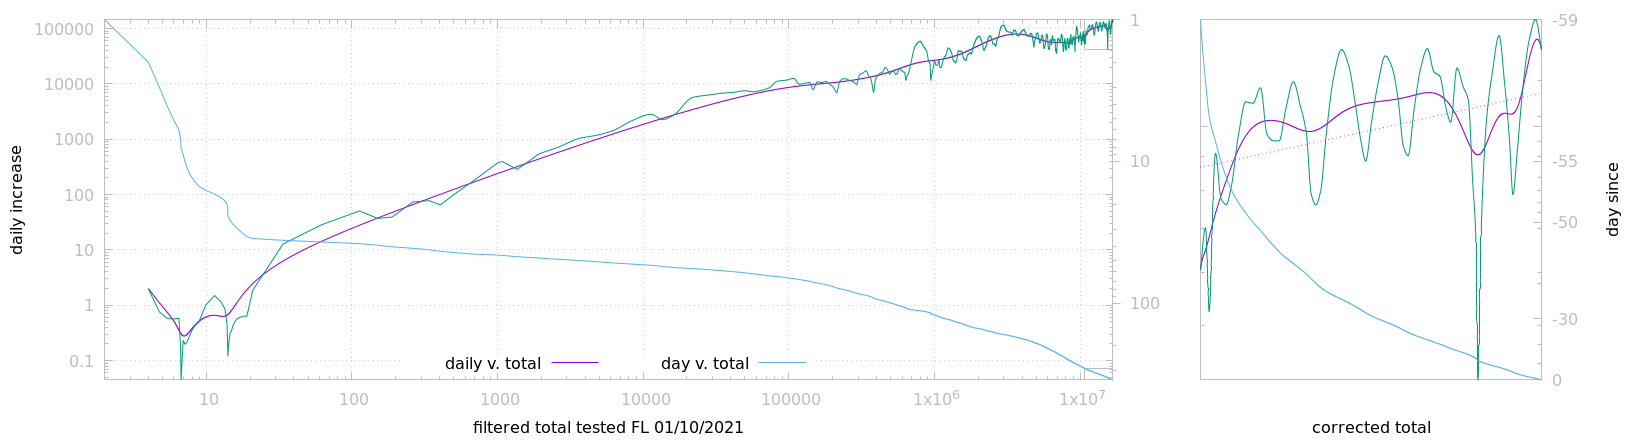 100000
10000
1000
100
10
1
0.1
daily increase
10
100
1000
10000
100000
1x10^6
1x10^7
filtered total tested FL 01/10/2021
daily v. total
day v. total
1
10
100
-59
-55
-50
-30
0
day since
corrected total